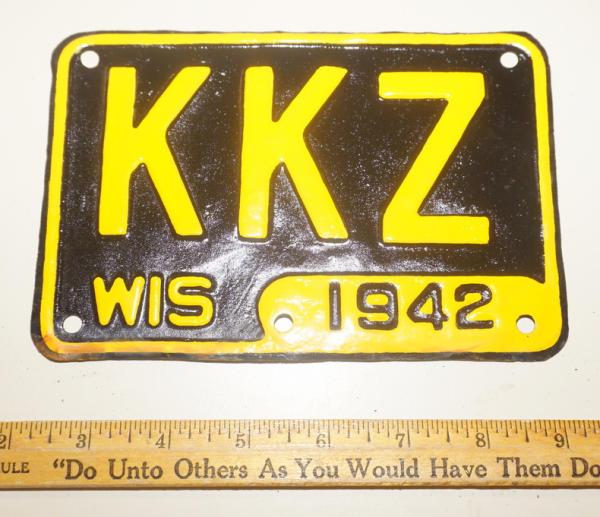 KKZ
WIS 1942
2 3 4 5 6 7 8 9
ULE "Do Unto Others As You Would Have Them Do